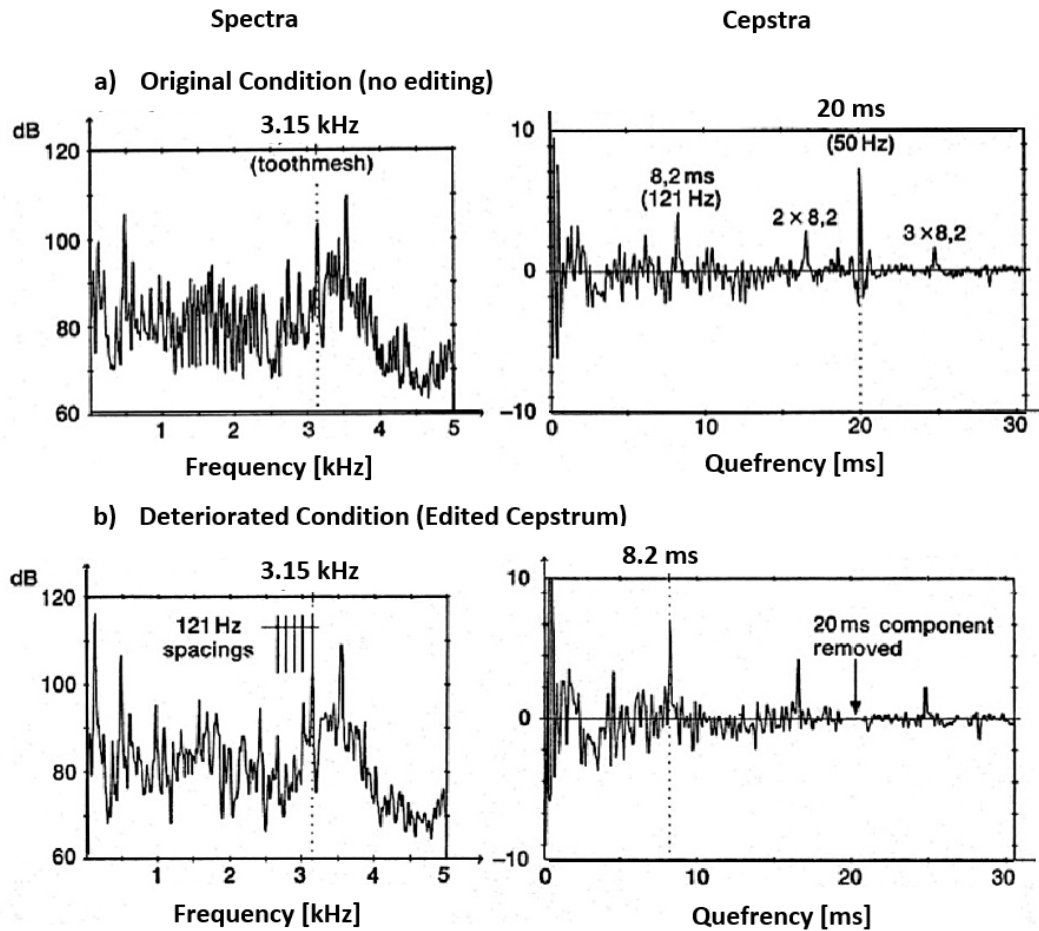 Spectra
Cepstra
a) Original Condition (no editing)
dB
3.15 kHz
(toothmesh)
120
100
80
60
1 2 3 4 5
Frequency [kHz]
20 ms
(50 Hz)
8,2 ms
(121 Hz)
2 × 8,2
3 × 8,2
10
0
−10
0 10 20 30
Quefrency [ms]
b) Deteriorated Condition (Edited Cepstrum)
dB
3.15 kHz
121 Hz
spacings
120
100
80
60
1 2 3 4 5
Frequency [kHz]
8.2 ms
20 ms component
removed
10
0
−10
0 10 20 30
Quefrency [ms]